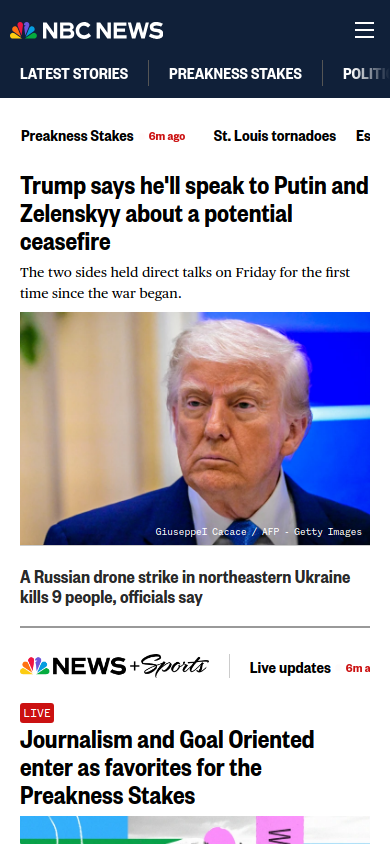 NBC NEWS
LATEST STORIES PREAKNESS STAKES
Preakness Stakes 6m ago St. Louis tornadoes Es
Trump says he'll speak to Putin and
Zelenskyy about a potential
ceasefire
The two sides held direct talks on Friday for the first
time since the war began.
GiuseppeI Cacace / AFP - Getty Images
A Russian drone strike in northeastern Ukraine
kills 9 people, officials say
NEWS + Sports Live updates 6m a
LIVE
Journalism and Goal Oriented
enter as favorites for the
Preakness Stakes
W